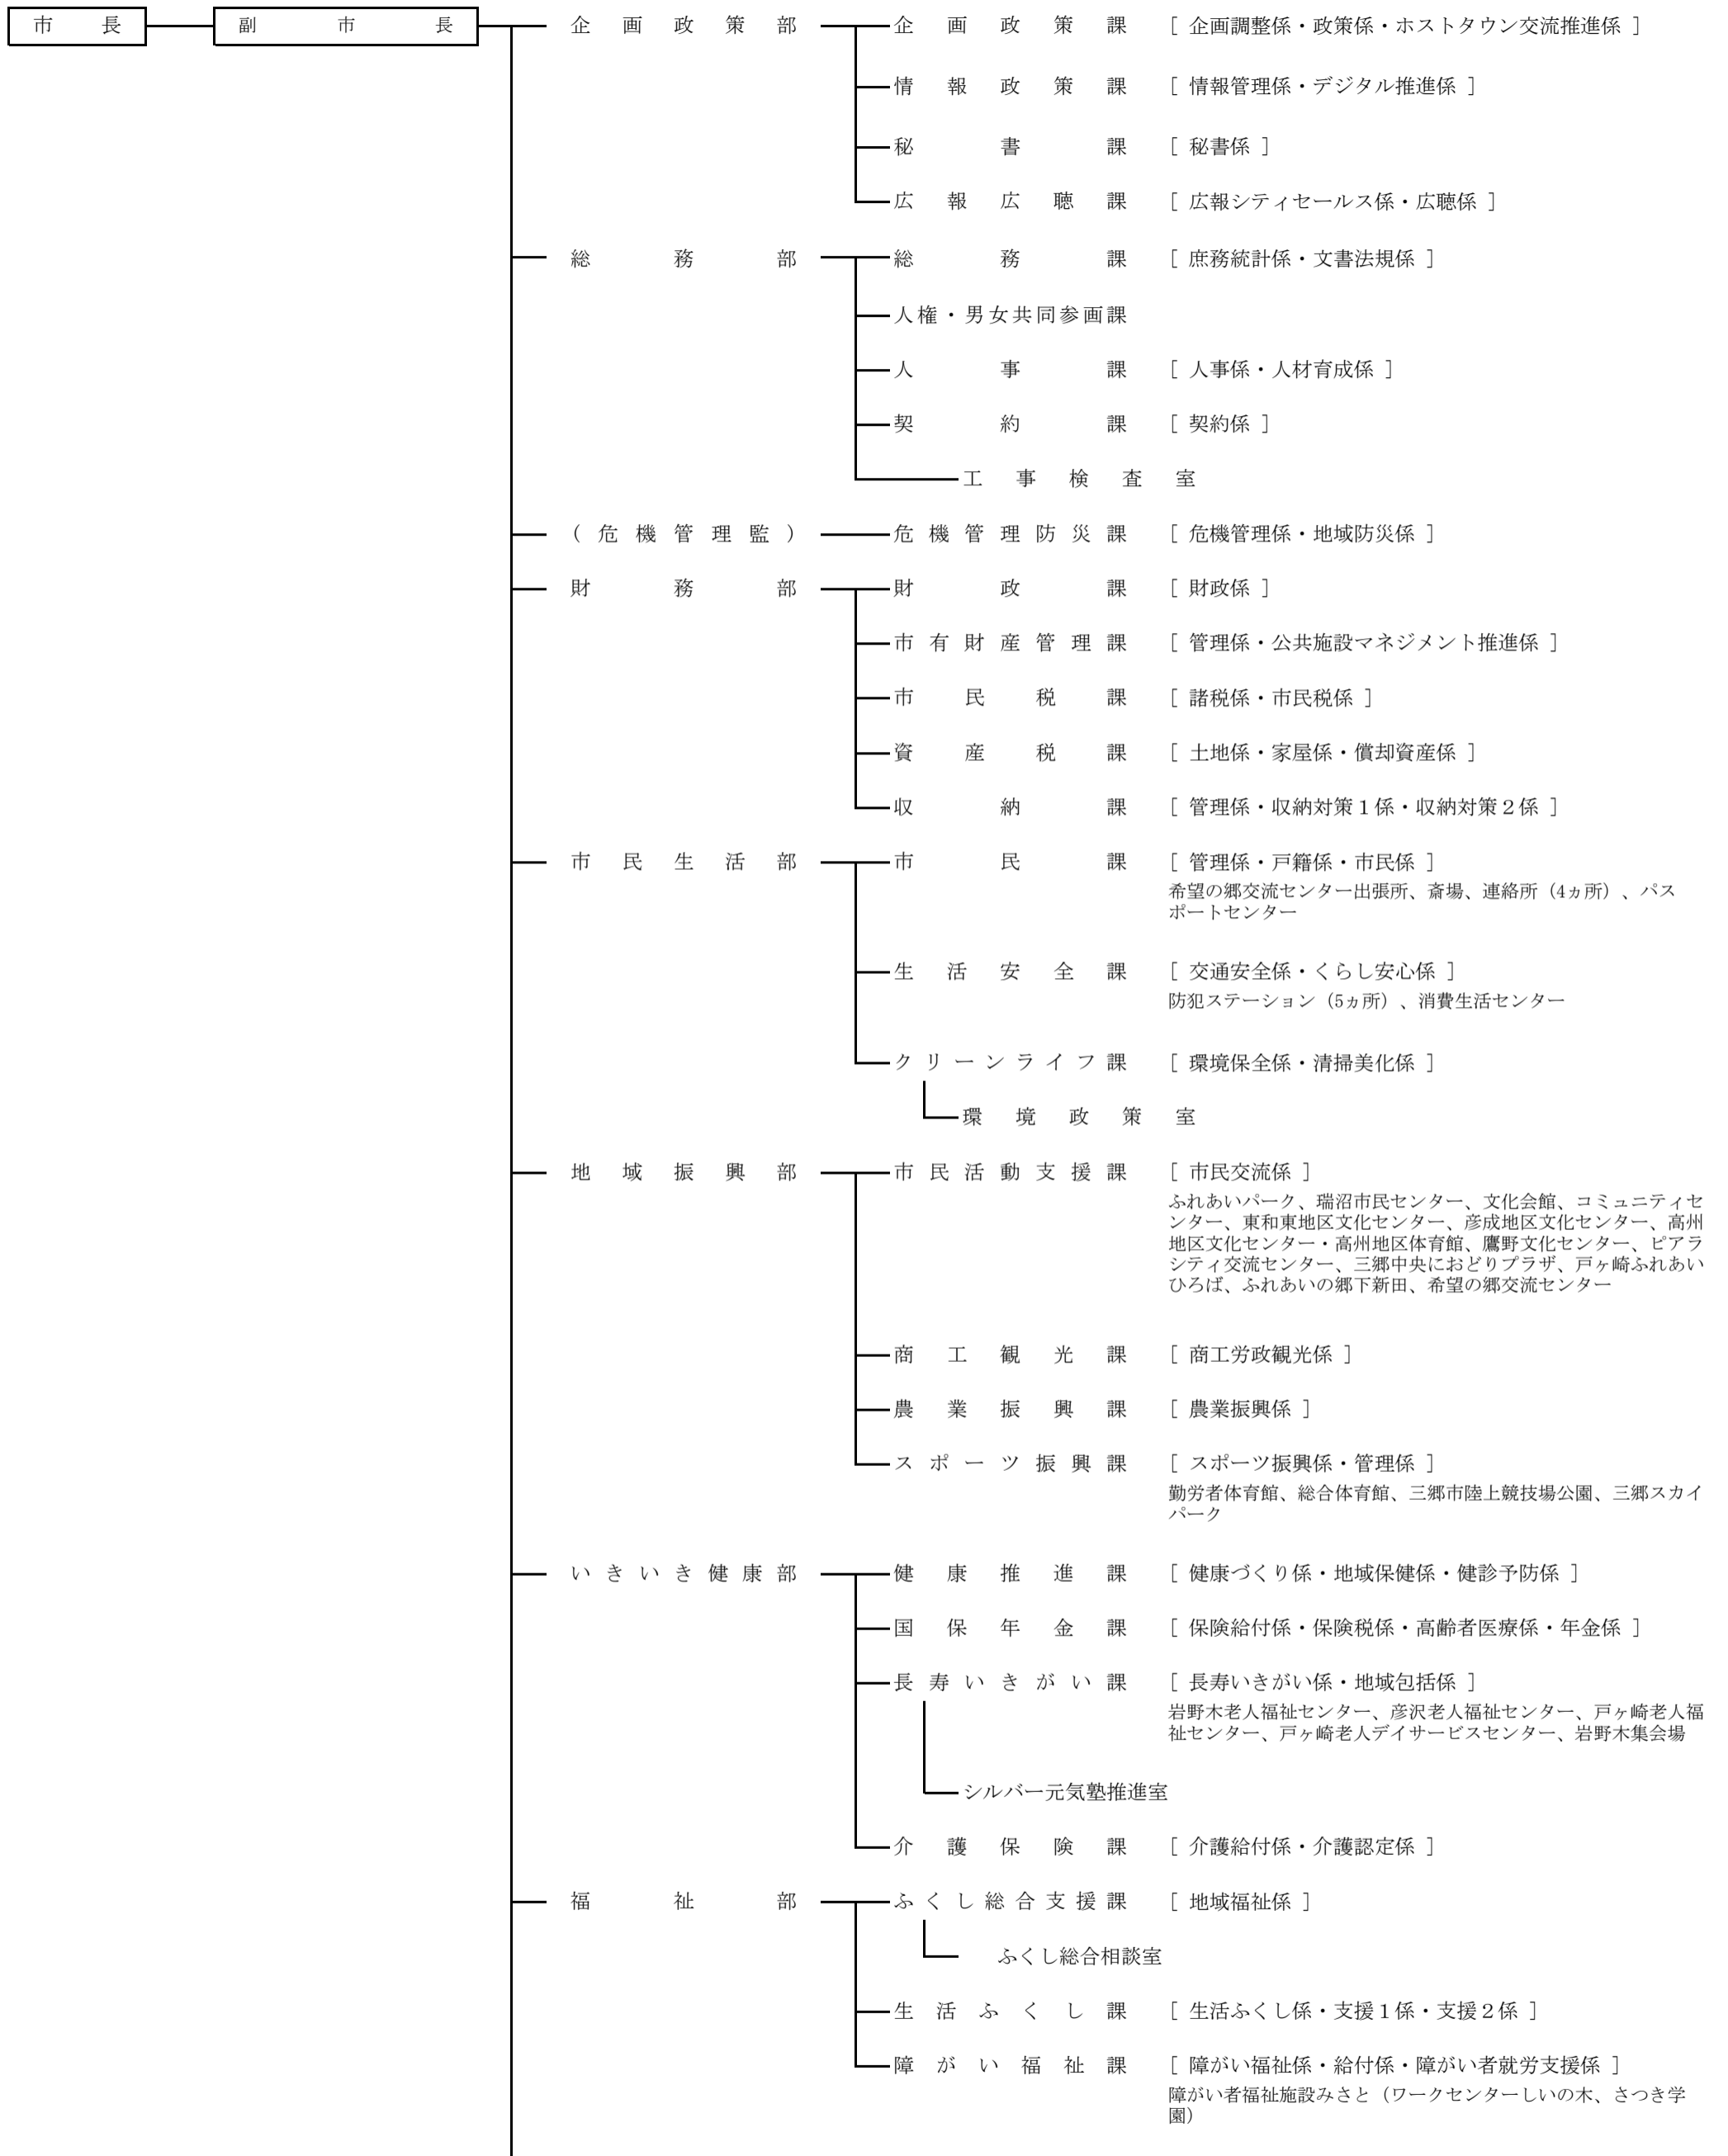 市長 副市長 企画政策部 企画政策課 [ 企画調整係・政策係・ホストタウン交流推進係 ]
情報政策課 [ 情報管理係・デジタル推進係 ]
秘書課 [ 秘書係 ]
広報広聴課 [ 広報シティセールス係・広聴係 ]
総務部 総務課 [ 庶務統計係・文書法規係 ]
人権・男女共同参画課
人事課 [ 人事係・人材育成係 ]
契約課 [ 契約係 ]
工事検査室
(危機管理監) 危機管理防災課 [ 危機管理係・地域防災係 ]
財務部 財政課 [ 財政係 ]
市有財産管理課 [ 管理係・公共施設マネジメント推進係 ]
市民税課 [ 諸税係・市民税係 ]
資産税課 [ 土地係・家屋係・償却資産係 ]
収納課 [ 管理係・収納対策1係・収納対策2係 ]
市民生活部 市民課 [ 管理係・戸籍係・市民係 ]
希望の郷交流センター出張所、斎場、連絡所(4ヵ所)、パス
ポートセンター
生活安全課 [ 交通安全係・くらし安心係 ]
防犯ステーション(5ヵ所)、消費生活センター
クリーンライフ課 [ 環境保全係・清掃美化係 ]
環境政策室
地域振興部 市民活動支援課 [ 市民交流係 ]
ふれあいパーク、瑞沼市民センター、文化会館、コミュニティセ
ンター、東和東地区文化センター、彦成地区文化センター、高州
地区文化センター・高州地区体育館、鷹野文化センター、ピアラ
シティ交流センター、三郷中央におどりプラザ、戸ヶ崎ふれあい
ひろば、ふれあいの郷下新田、希望の郷交流センター
商工観光課 [ 商工労政観光係 ]
農業振興課 [ 農業振興係 ]
スポーツ振興課 [ スポーツ振興係・管理係 ]
勤労者体育館、総合体育館、三郷市陸上競技場公園、三郷スカイ
パーク
いきいき健康部 健康推進課 [ 健康づくり係・地域保健係・健診予防係 ]
国保年金課 [ 保険給付係・保険税係・高齢者医療係・年金係 ]
長寿いきがい課 [ 長寿いきがい係・地域包括係 ]
岩野木老人福祉センター、彦沢老人福祉センター、戸ヶ崎老人福
祉センター、戸ヶ崎老人デイサービスセンター、岩野木集会場
シルバー元気塾推進室
介護保険課 [ 介護給付係・介護認定係 ]
福祉部 ふくし総合支援課 [ 地域福祉係 ]
ふくし総合相談室
生活ふくし課 [ 生活ふくし係・支援1係・支援2係 ]
障がい福祉課 [ 障がい福祉係・給付係・障がい者就労支援係 ]
障がい者福祉施設みさと(ワークセンターしいの木、さつき学
園)